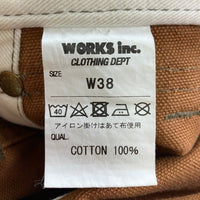 WORKS inc.
CLOTHING DEPT
SIZE
W38
40
アイロン掛けはあて布使用
QUAL.
COTTON 100%